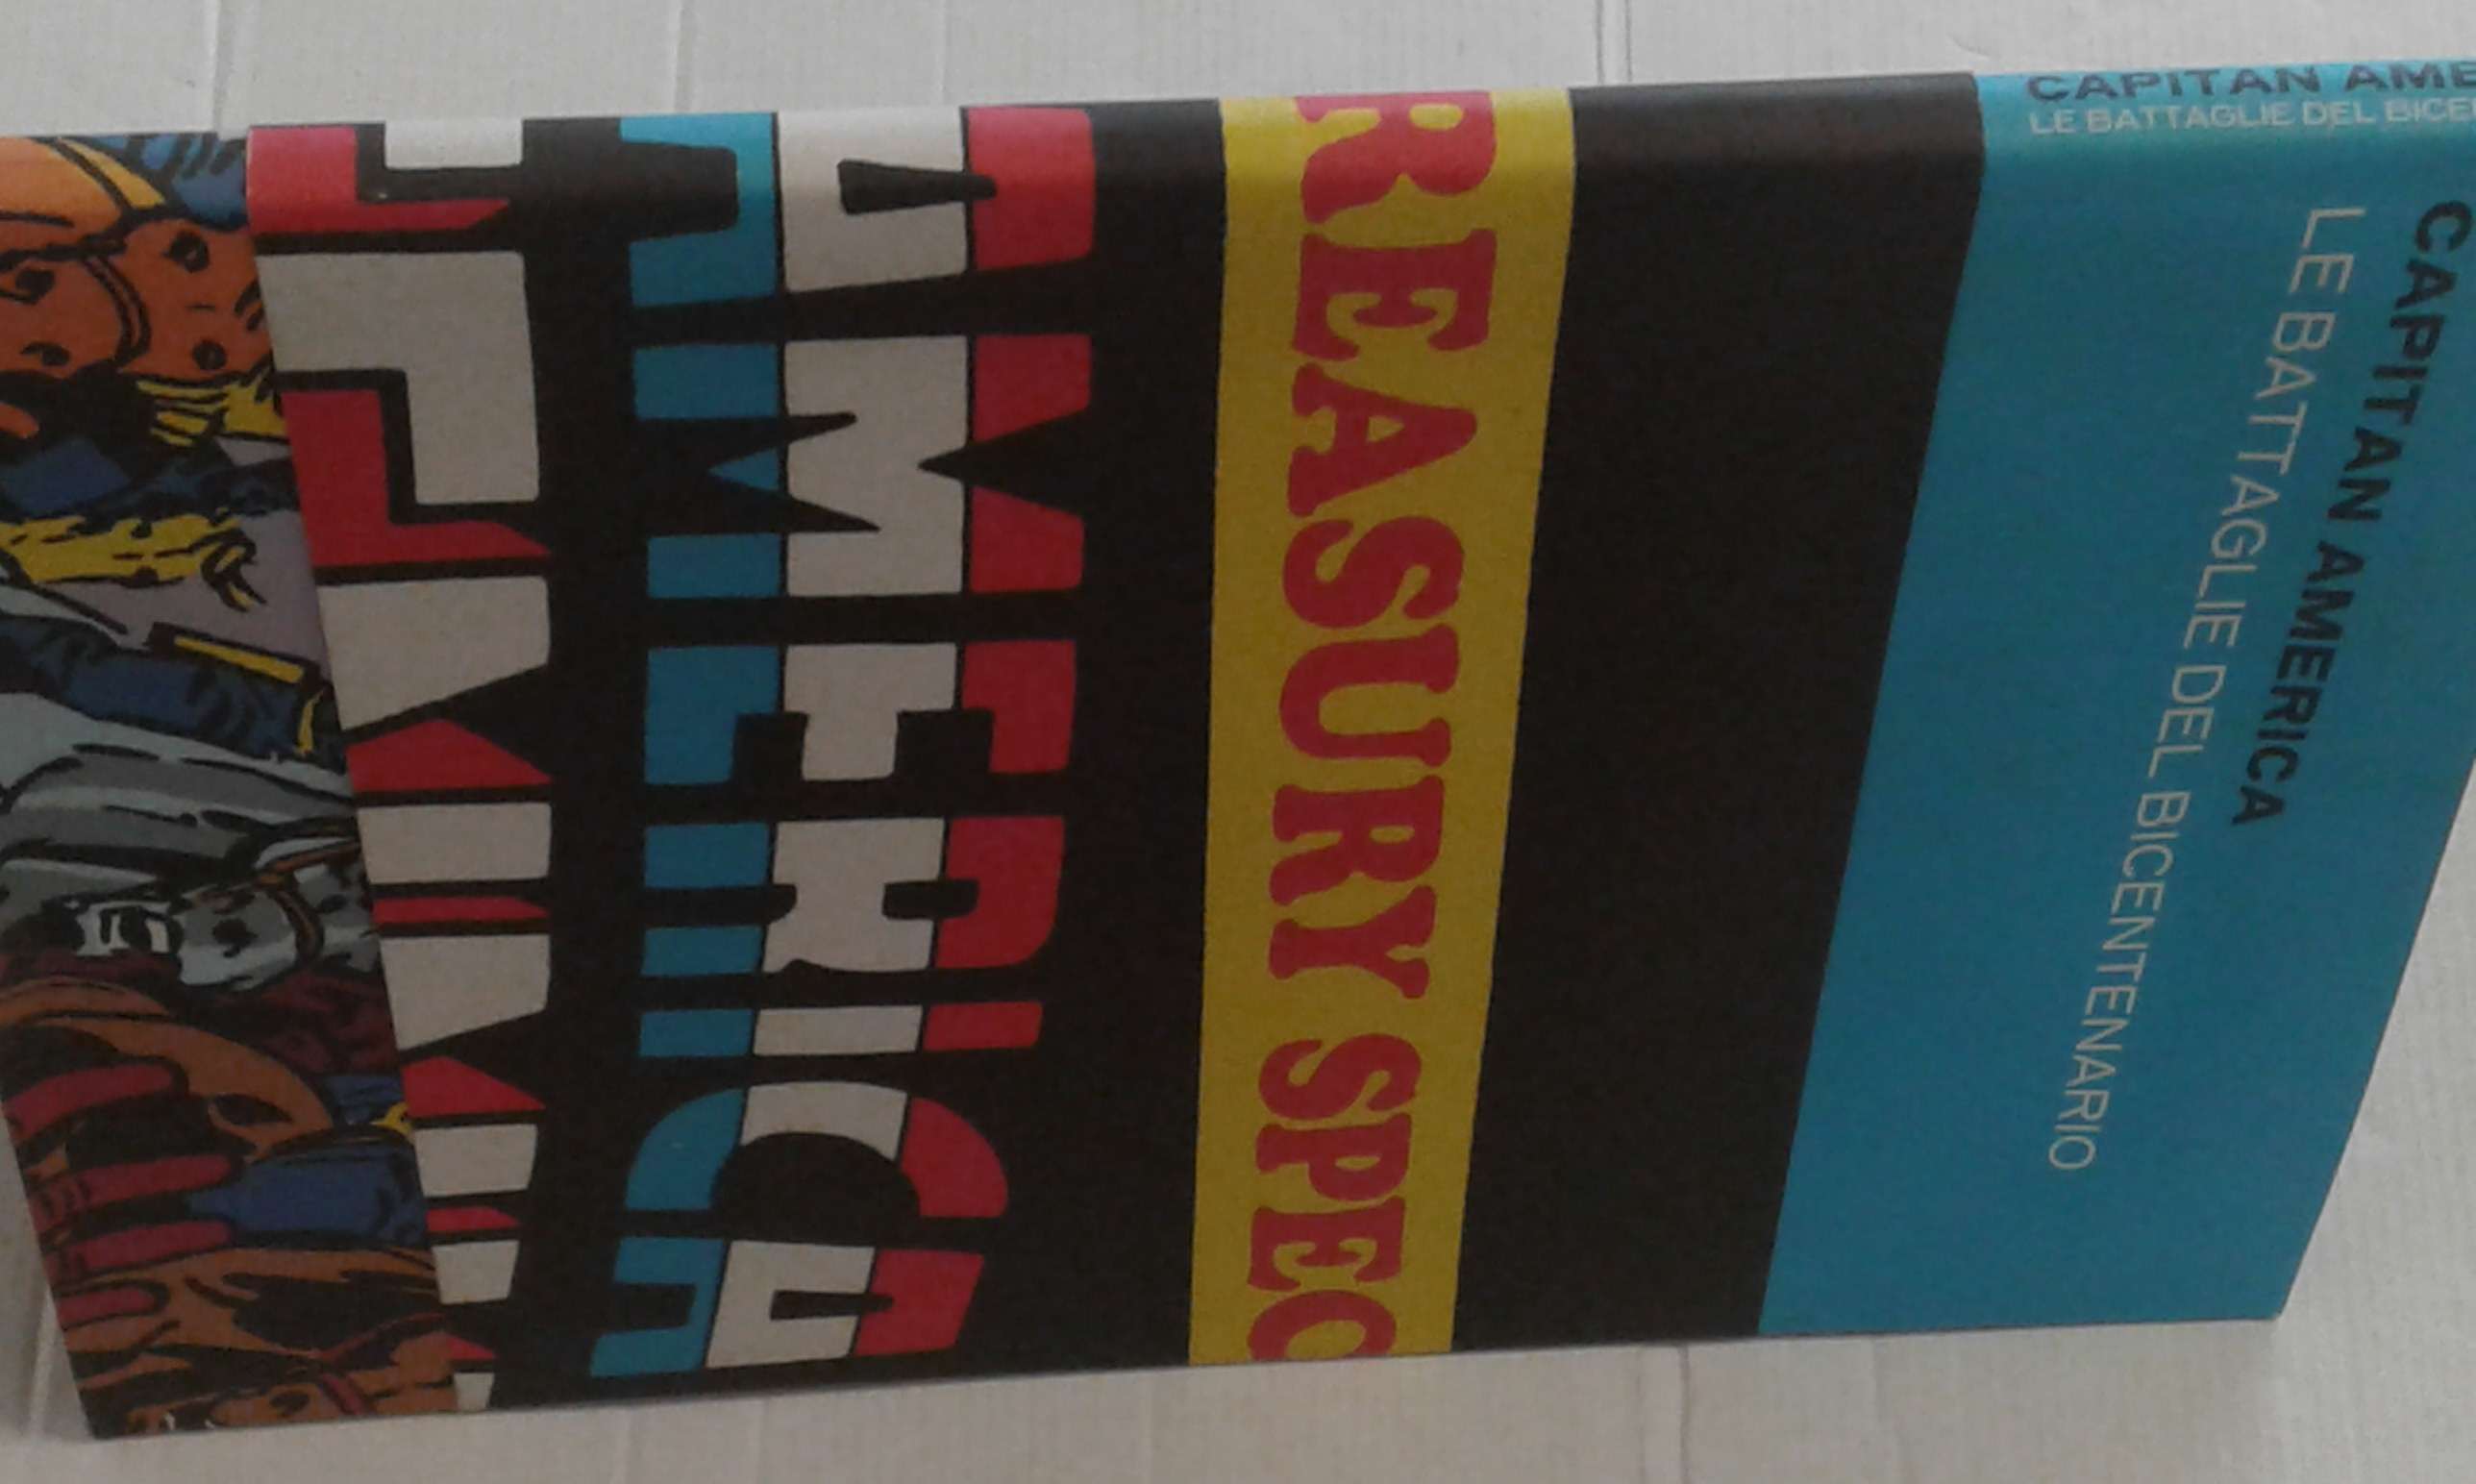 CAPITAN AME
LE BATTAGLIE DEL BICE
CAPITAN AMERICA
LE BATTAGLIE DEL BICENTENARIO
REASURY SPEC
AMERICA